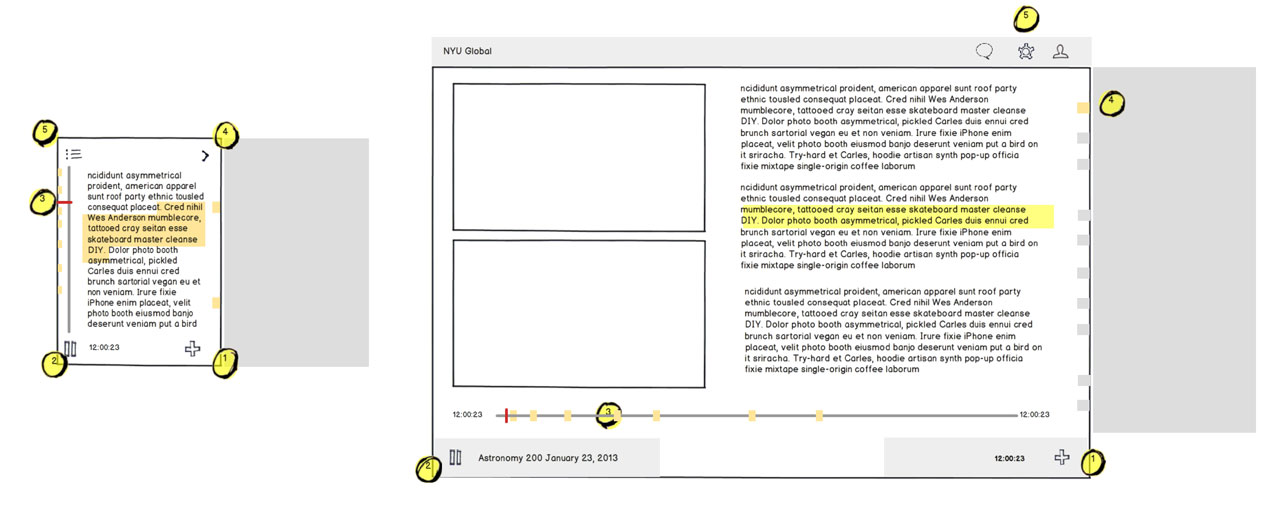 5
4
3
ncididunt asymmetrical
proident, american apparel
sunt roof party ethnic tousled
consequat placeat. Cred nihil
Wes Anderson mumblecore,
tattooed cray seitan esse
skateboard master cleanse
DIY. Dolor photo booth
asymmetrical, pickled
Carles duis ennui cred
brunch sartorial vegan eu et
non veniam. Irure fixie
iPhone enim placeat, velit
photo booth eiusmod banjo
deserunt veniam put a bird
12:00:23
2
1
5
NYU Global
4
ncididunt asymmetrical proident, american apparel sunt roof party
ethnic tousled consequat placeat. Cred nihil Wes Anderson
mumblecore, tattooed cray seitan esse skateboard master cleanse
DIY. Dolor photo booth asymmetrical, pickled Carles duis ennui cred
brunch sartorial vegan eu et non veniam. Irure fixie iPhone enim
placeat, velit photo booth eiusmod banjo deserunt veniam put a bird on
it sriracha. Try-hard et Carles, hoodie artisan synth pop-up officia
fixie mixtape single-origin coffee laborum
ncididunt asymmetrical proident, american apparel sunt roof party
ethnic tousled consequat placeat. Cred nihil Wes Anderson
mumblecore, tattooed cray seitan esse skateboard master cleanse
DIY. Dolor photo booth asymmetrical, pickled Carles duis ennui cred
brunch sartorial vegan eu et non veniam. Irure fixie iPhone enim
placeat, velit photo booth eiusmod banjo deserunt veniam put a bird on
it sriracha. Try-hard et Carles, hoodie artisan synth pop-up officia
fixie mixtape single-origin coffee laborum
ncididunt asymmetrical proident, american apparel sunt roof party
ethnic tousled consequat placeat. Cred nihil Wes Anderson
mumblecore, tattooed cray seitan esse skateboard master cleanse
DIY. Dolor photo booth asymmetrical, pickled Carles duis ennui cred
brunch sartorial vegan eu et non veniam. Irure fixie iPhone enim
placeat, velit photo booth eiusmod banjo deserunt veniam put a bird on
it sriracha. Try-hard et Carles, hoodie artisan synth pop-up officia
fixie mixtape single-origin coffee laborum
12:00:23
3
12:00:23
2
Astronomy 200 January 23, 2013
12:00:23
1